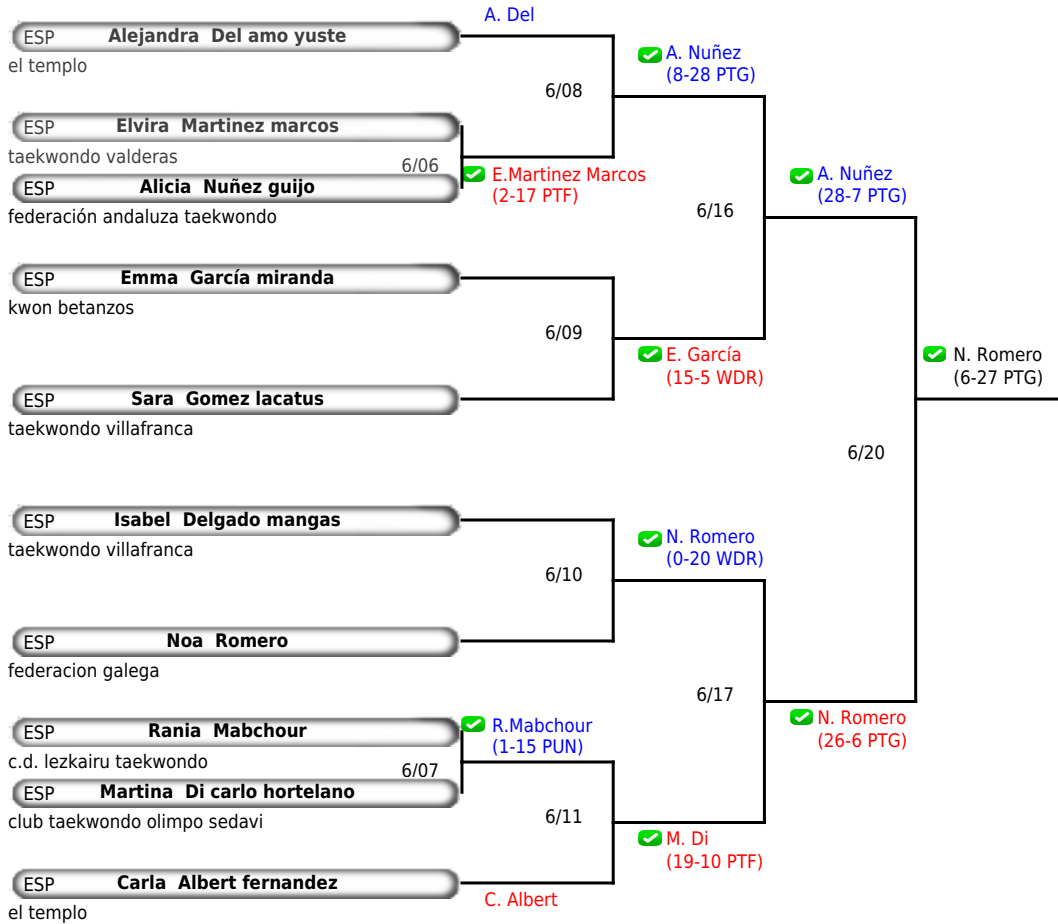 A. Del
ESP Alejandra Del amo yuste
el templo
A. Nuñez
(8-28 PTG)
6/08
ESP Elvira Martinez marcos
taekwondo valderas
6/06
E.Martinez Marcos
(2-17 PTF)
ESP Alicia Nuñez guijo
federación andaluza taekwondo
A. Nuñez
(28-7 PTG)
6/16
ESP Emma García miranda
kwon betanzos
6/09
E. García
(15-5 WDR)
ESP Sara Gomez lacatus
taekwondo villafranca
N. Romero
(6-27 PTG)
6/20
ESP Isabel Delgado mangas
taekwondo villafranca
N. Romero
(0-20 WDR)
6/10
ESP Noa Romero
federacion galega
6/17
N. Romero
(26-6 PTG)
ESP Rania Mabchour
c.d. lezkairu taekwondo
R.Mabchour
(1-15 PUN)
6/07
ESP Martina Di carlo hortelano
club taekwondo olimpo sedavi
6/11
M. Di
(19-10 PTF)
ESP Carla Albert fernandez
el templo
C. Albert